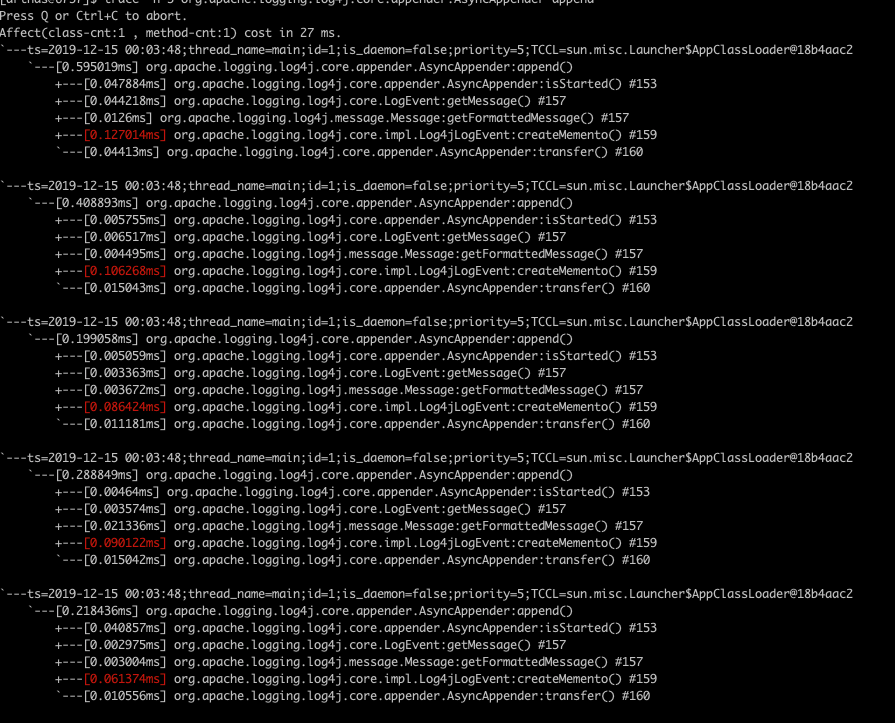 [arthas@6757]$ trace -n 5 org.apache.logging.log4j.core.appender.AsyncAppender append
Press Q or Ctrl+C to abort.
Affect(class-cnt:1 , method-cnt:1) cost in 27 ms.
`---ts=2019-12-15 00:03:48;thread_name=main;id=1;is_daemon=false;priority=5;TCCL=sun.misc.Launcher$AppClassLoader@18b4aac2
    `---[0.595019ms] org.apache.logging.log4j.core.appender.AsyncAppender:append()
        +---[0.047884ms] org.apache.logging.log4j.core.appender.AsyncAppender:isStarted() #153
        +---[0.044218ms] org.apache.logging.log4j.core.LogEvent:getMessage() #157
        +---[0.0126ms] org.apache.logging.log4j.message.Message:getFormattedMessage() #157
        +---[0.127014ms] org.apache.logging.log4j.core.impl.Log4jLogEvent:createMemento() #159
        `---[0.04413ms] org.apache.logging.log4j.core.appender.AsyncAppender:transfer() #160
`---ts=2019-12-15 00:03:48;thread_name=main;id=1;is_daemon=false;priority=5;TCCL=sun.misc.Launcher$AppClassLoader@18b4aac2
    `---[0.408893ms] org.apache.logging.log4j.core.appender.AsyncAppender:append()
        +---[0.005755ms] org.apache.logging.log4j.core.appender.AsyncAppender:isStarted() #153
        +---[0.006517ms] org.apache.logging.log4j.core.LogEvent:getMessage() #157
        +---[0.004495ms] org.apache.logging.log4j.message.Message:getFormattedMessage() #157
        +---[0.106268ms] org.apache.logging.log4j.core.impl.Log4jLogEvent:createMemento() #159
        `---[0.015043ms] org.apache.logging.log4j.core.appender.AsyncAppender:transfer() #160
`---ts=2019-12-15 00:03:48;thread_name=main;id=1;is_daemon=false;priority=5;TCCL=sun.misc.Launcher$AppClassLoader@18b4aac2
    `---[0.199058ms] org.apache.logging.log4j.core.appender.AsyncAppender:append()
        +---[0.005059ms] org.apache.logging.log4j.core.appender.AsyncAppender:isStarted() #153
        +---[0.003363ms] org.apache.logging.log4j.core.LogEvent:getMessage() #157
        +---[0.003672ms] org.apache.logging.log4j.message.Message:getFormattedMessage() #157
        +---[0.086424ms] org.apache.logging.log4j.core.impl.Log4jLogEvent:createMemento() #159
        `---[0.011181ms] org.apache.logging.log4j.core.appender.AsyncAppender:transfer() #160
`---ts=2019-12-15 00:03:48;thread_name=main;id=1;is_daemon=false;priority=5;TCCL=sun.misc.Launcher$AppClassLoader@18b4aac2
    `---[0.288849ms] org.apache.logging.log4j.core.appender.AsyncAppender:append()
        +---[0.00464ms] org.apache.logging.log4j.core.appender.AsyncAppender:isStarted() #153
        +---[0.003574ms] org.apache.logging.log4j.core.LogEvent:getMessage() #157
        +---[0.021336ms] org.apache.logging.log4j.message.Message:getFormattedMessage() #157
        +---[0.090122ms] org.apache.logging.log4j.core.impl.Log4jLogEvent:createMemento() #159
        `---[0.015042ms] org.apache.logging.log4j.core.appender.AsyncAppender:transfer() #160
`---ts=2019-12-15 00:03:48;thread_name=main;id=1;is_daemon=false;priority=5;TCCL=sun.misc.Launcher$AppClassLoader@18b4aac2
    `---[0.218436ms] org.apache.logging.log4j.core.appender.AsyncAppender:append()
        +---[0.040857ms] org.apache.logging.log4j.core.appender.AsyncAppender:isStarted() #153
        +---[0.002975ms] org.apache.logging.log4j.core.LogEvent:getMessage() #157
        +---[0.003004ms] org.apache.logging.log4j.message.Message:getFormattedMessage() #157
        +---[0.061374ms] org.apache.logging.log4j.core.impl.Log4jLogEvent:createMemento() #159
        `---[0.010556ms] org.apache.logging.log4j.core.appender.AsyncAppender:transfer() #160